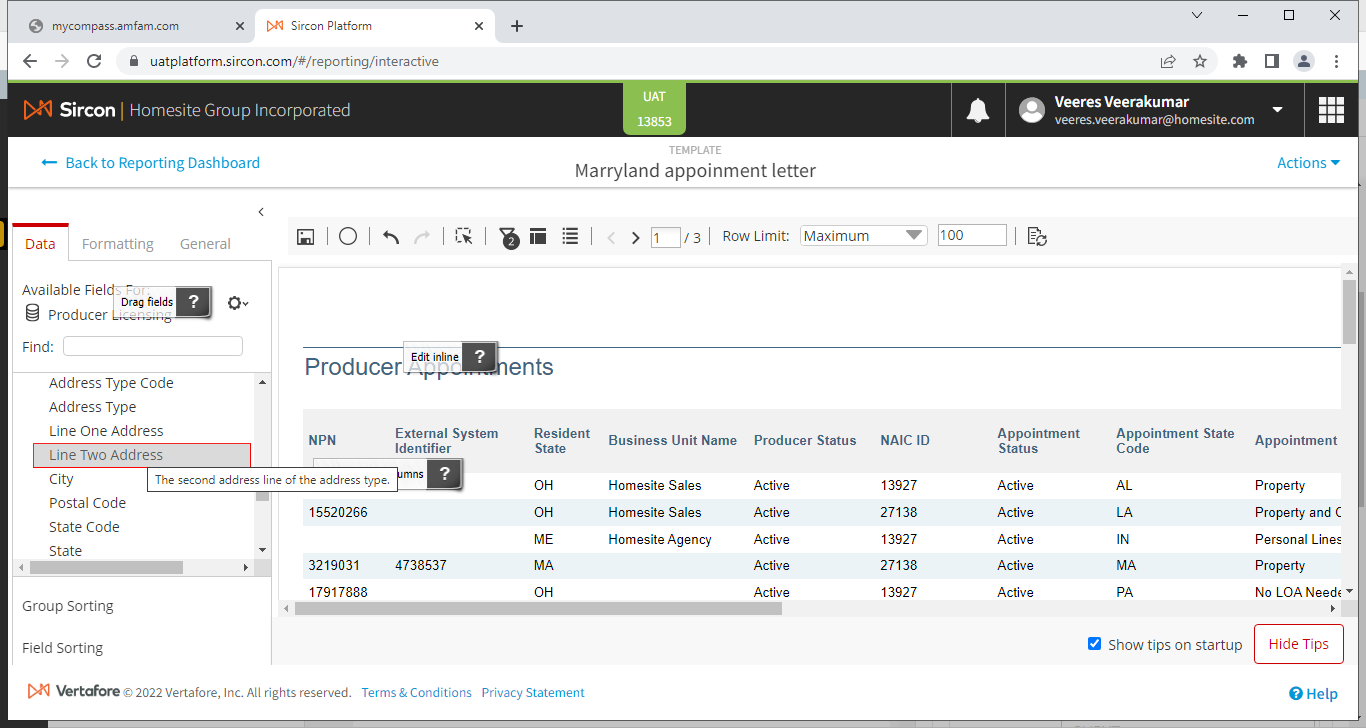 mycompass.amfam.com
Sircon Platform
uatplatform.sircon.com/#/reporting/interactive
Sircon | Homesite Group Incorporated
UAT
13853
Veeres Veerakumar
veeres.veerakumar@homesite.com
Back to Reporting Dashboard
TEMPLATE
Marryland appoinment letter
Actions
Data Formatting General
2
1 / 3
Row Limit: Maximum 100
Available Fields For:
Drag fields ?
Producer Licensing
Find:
Address Type Code
Address Type
Line One Address
Line Two Address
The second address line of the address type.
City
Postal Code
State Code
State
Group Sorting
Field Sorting
Edit inline ?
Producer Appointments
NPN External System Identifier Resident State Business Unit Name Producer Status NAIC ID Appointment Status Appointment State Code Appointment
umns ?
OH Homesite Sales Active 13927 Active AL Property
15520266 OH Homesite Sales Active 27138 Active LA Property and C
ME Homesite Agency Active 13927 Active IN Personal Lines
3219031 4738537 MA Active 27138 Active MA Property
17917888 OH Active 13927 Active PA No LOA Neede
Show tips on startup
Hide Tips
Vertafore © 2022 Vertafore, Inc. All rights reserved. Terms & Conditions Privacy Statement
Help